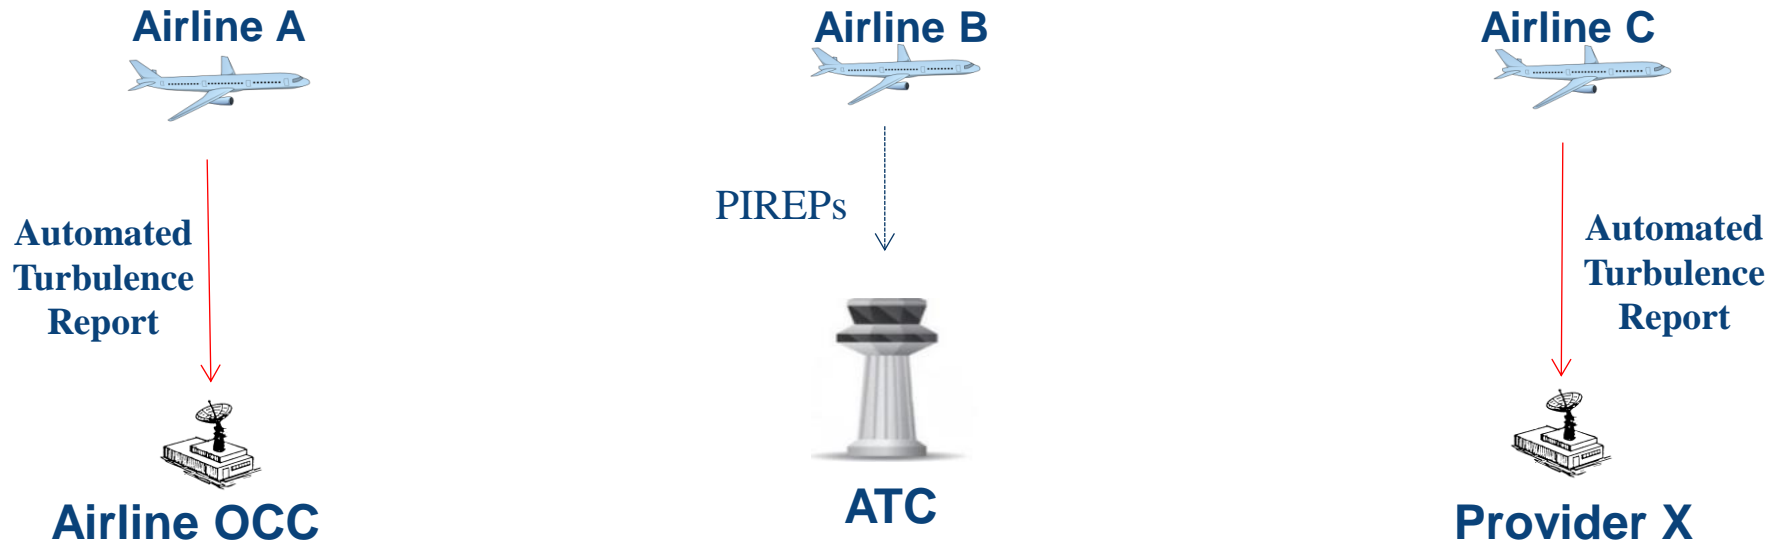 Airline A
Airline B
Airline C
PIREPs
Automated
Turbulence
Report
Automated
Turbulence
Report
Airline OCC
ATC
Provider X